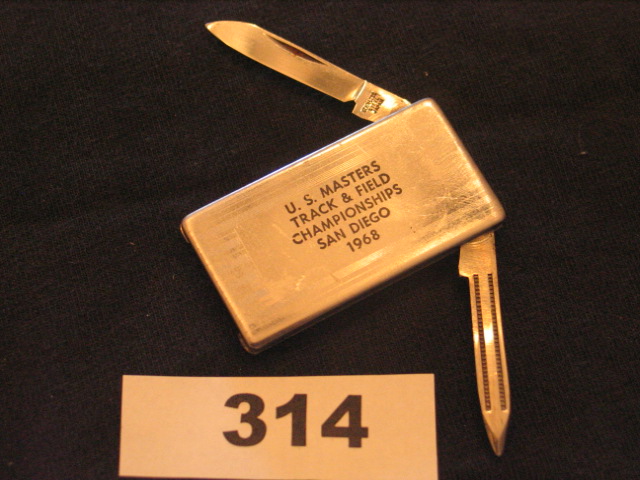 U. S. MASTERS
TRACK & FIELD
CHAMPIONSHIPS
SAN DIEGO
1968
314